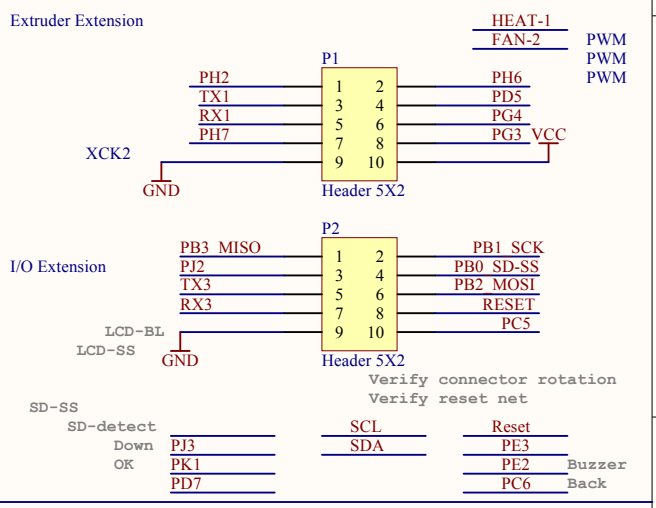 Extruder Extension
HEAT-1
FAN-2 PWM
P1 PWM
PWM
PH2 1 2 PH6
TX1 3 4 PD5
RX1 5 6 PG4
PH7 7 8 PG3 VCC
XCK2 9 10
GND Header 5X2
P2
PB3 MISO 1 2 PB1 SCK
I/O Extension PJ2 3 4 PB0 SD-SS
TX3 5 6 PB2 MOSI
RX3 7 8 RESET
LCD-BL 9 10 PC5
LCD-SS GND Header 5X2
Verify connector rotation
Verify reset net
SD-SS
SD-detect SCL Reset
Down PJ3 SDA PE3
OK PK1 PE2 Buzzer
PD7 PC6 Back